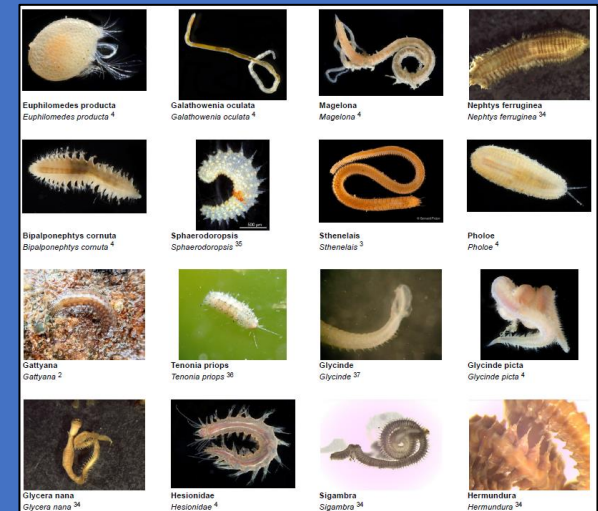 Euphilomedes producta
Euphilomedes producta 4
Galathowenia oculata
Galathowenia oculata 4
Magelona
Magelona 4
Nephtys ferruginea
Nephtys ferruginea 34
Bipalponephtys cornuta
Bipalponephtys cornuta 4
500 µm
Sphaerodoropsis
Sphaerodoropsis 35
Sthenelais
Sthenelais 3
Pholoe
Pholoe 4
Gattyana
Gattyana 2
Tenonia priops
Tenonia priops 36
Glycinde
Glycinde 37
Glycinde picta
Glycinde picta 4
Glycera nana
Glycera nana 34
Hesionidae
Hesionidae 4
Sigambra
Sigambra 34
Hermundura
Hermundura 34